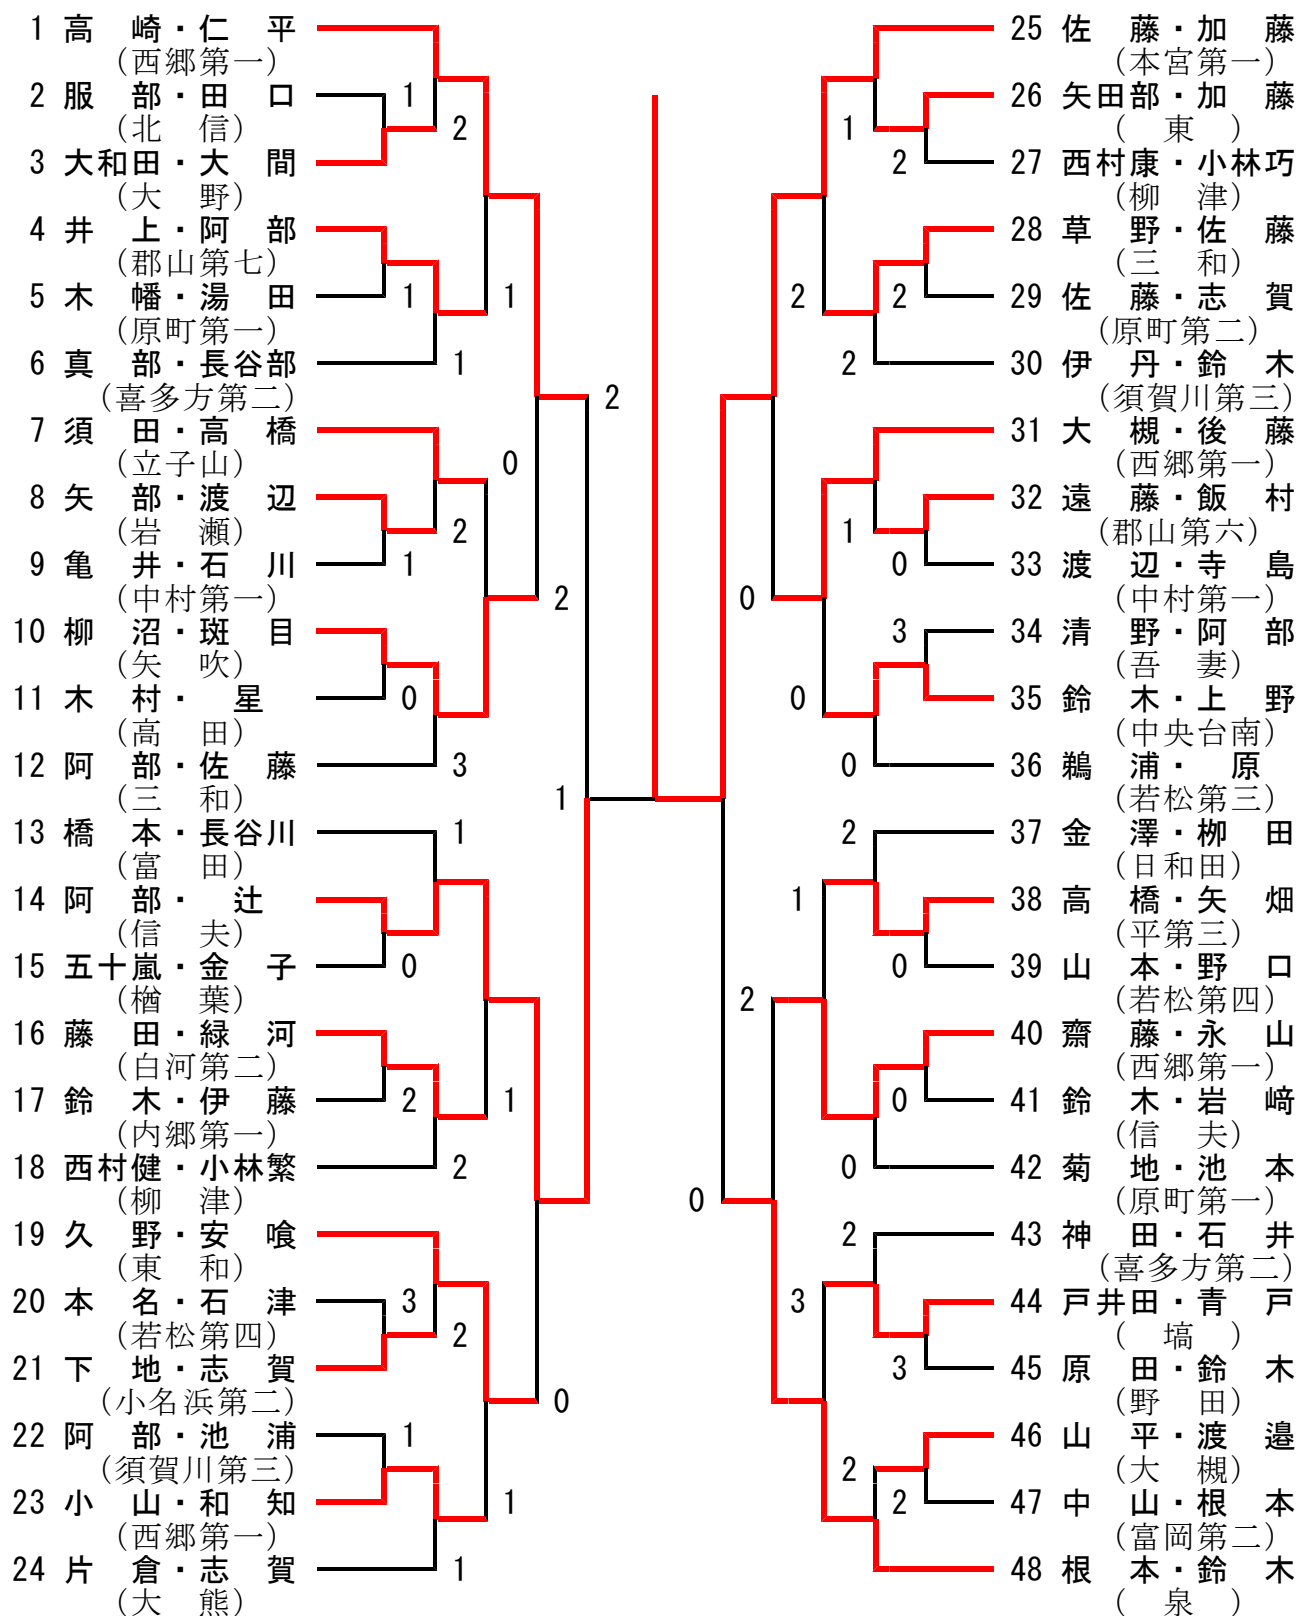 1 高 崎・仁 平
(西郷第一)
2 服 部・田 口
(北 信)
3 大和田・大 間
(大 野)
4 井 上・阿 部
(郡山第七)
5 木 幡・湯 田
(原町第一)
6 真 部・長谷部
(喜多方第二)
7 須 田・高 橋
(立子山)
8 矢 部・渡 辺
(岩 瀬)
9 亀 井・石 川
(中村第一)
10 柳 沼・斑 目
(矢 吹)
11 木 村・ 星
(高 田)
12 阿 部・佐 藤
(三 和)
13 橋 本・長谷川
(富 田)
14 阿 部・ 辻
(信 夫)
15 五十嵐・金 子
(楢 葉)
16 藤 田・緑 河
(白河第二)
17 鈴 木・伊 藤
(内郷第一)
18 西村健・小林繁
(柳 津)
19 久 野・安 喰
(東 和)
20 本 名・石 津
(若松第四)
21 下 地・志 賀
(小名浜第二)
22 阿 部・池 浦
(須賀川第三)
23 小 山・和 知
(西郷第一)
24 片 倉・志 賀
(大 熊)
1
2
1
1
1
2
0
2
1
2
0
3
1
1
0
2
1
2
3
2
0
1
1
1
1
2
2
2
2
1
0
0
3
0
0
2
1
0
2
0
0
0
2
3
3
2
2
25 佐 藤・加 藤
(本宮第一)
26 矢田部・加 藤
( 東 )
27 西村康・小林巧
(柳 津)
28 草 野・佐 藤
(三 和)
29 佐 藤・志 賀
(原町第二)
30 伊 丹・鈴 木
(須賀川第三)
31 大 槻・後 藤
(西郷第一)
32 遠 藤・飯 村
(郡山第六)
33 渡 辺・寺 島
(中村第一)
34 清 野・阿 部
(吾 妻)
35 鈴 木・上 野
(中央台南)
36 鵜 浦・ 原
(若松第三)
37 金 澤・栁 田
(日和田)
38 高 橋・矢 畑
(平第三)
39 山 本・野 口
(若松第四)
40 齋 藤・永 山
(西郷第一)
41 鈴 木・岩 﨑
(信 夫)
42 菊 地・池 本
(原町第一)
43 神 田・石 井
(喜多方第二)
44 戸井田・青 戸
( 塙 )
45 原 田・鈴 木
(野 田)
46 山 平・渡 邉
(大 槻)
47 中 山・根 本
(富岡第二)
48 根 本・鈴 木
( 泉 )